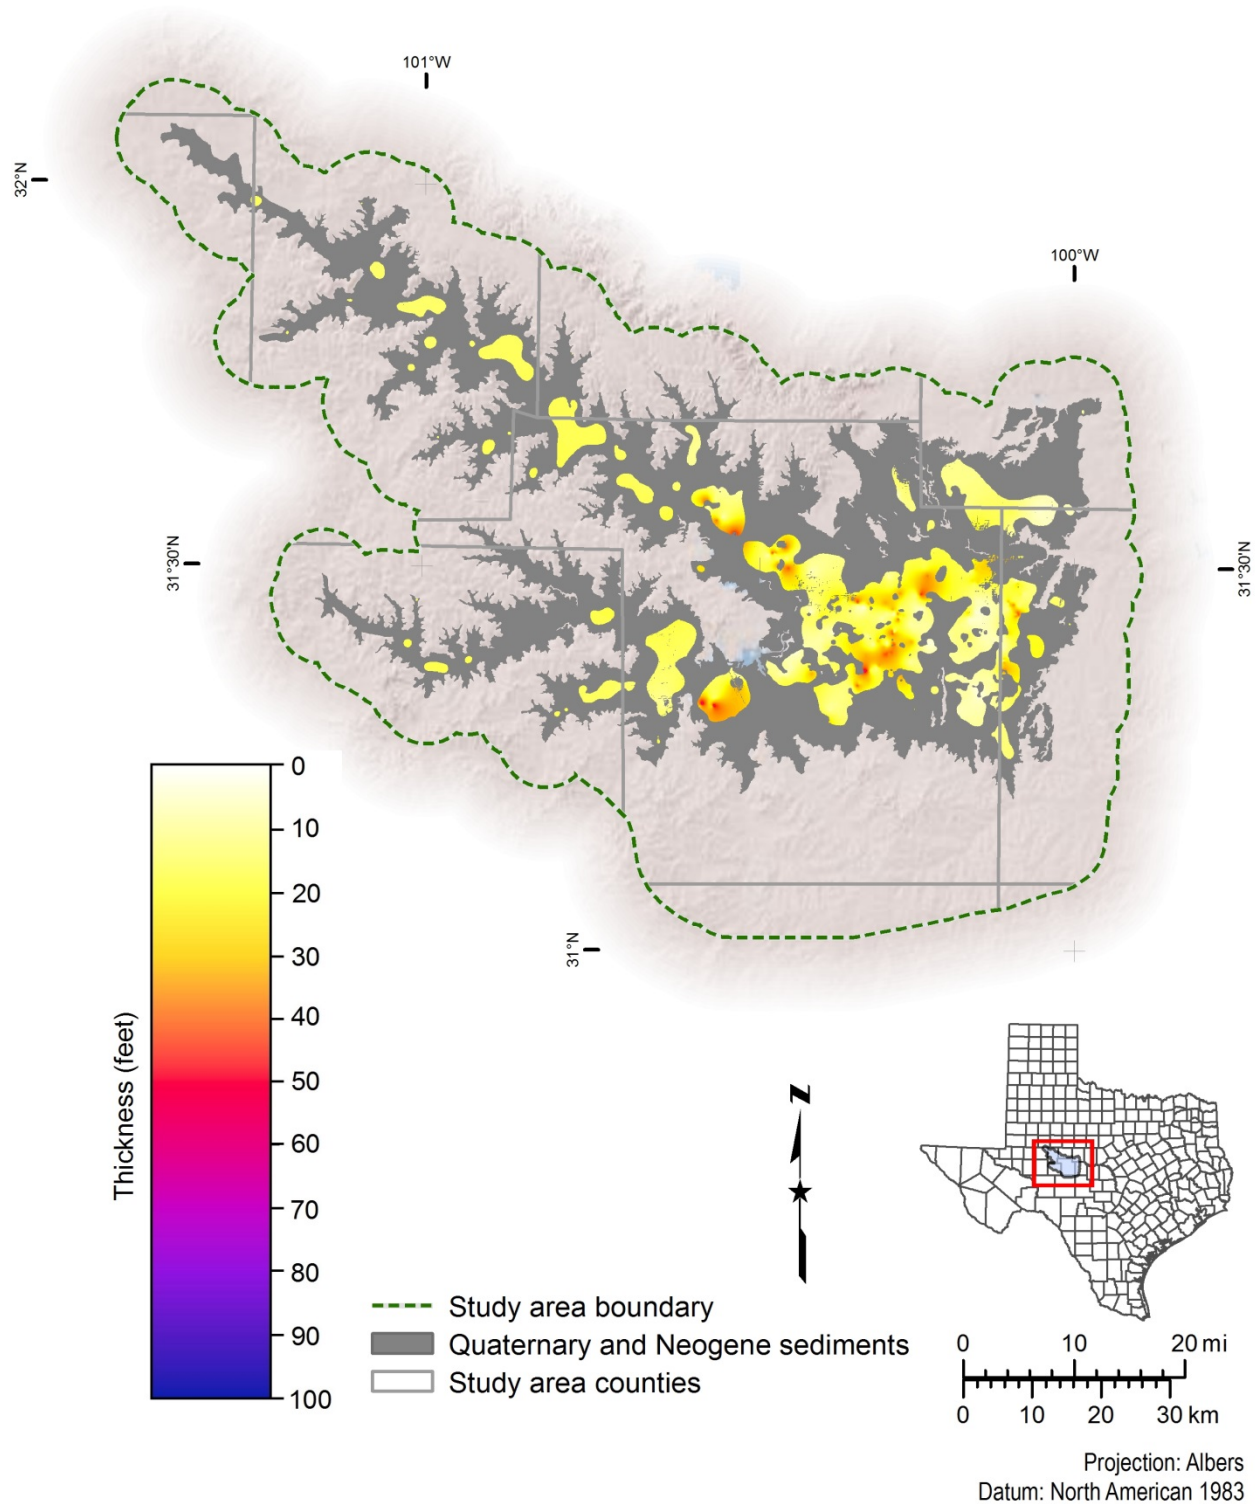 101°W
32°N
100°W
31°30'N
31°30'N
31°N
Thickness (feet)
0
10
20
30
40
50
60
70
80
90
100
N
Study area boundary
Quaternary and Neogene sediments
Study area counties
0 10 20 mi
0 10 20 30 km
Projection: Albers
Datum: North American 1983